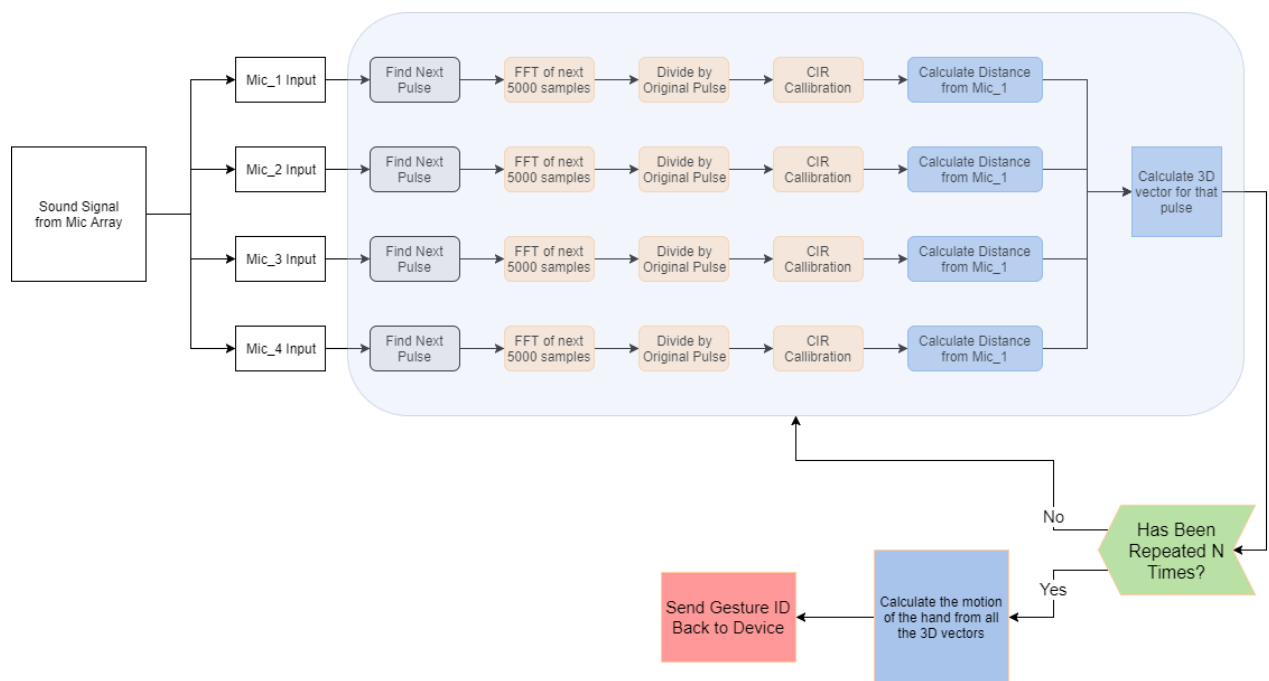 Mic_1 Input
Find Next
Pulse
FFT of next
5000 samples
Divide by
Original Pulse
CIR
Callibration
Calculate Distance
from Mic_1
Sound Signal
from Mic Array
Mic_2 Input
Find Next
Pulse
FFT of next
5000 samples
Divide by
Original Pulse
CIR
Callibration
Calculate Distance
from Mic_1
Calculate 3D
vector for that
pulse
Mic_3 Input
Find Next
Pulse
FFT of next
5000 samples
Divide by
Original Pulse
CIR
Callibration
Calculate Distance
from Mic_1
Mic_4 Input
Find Next
Pulse
FFT of next
5000 samples
Divide by
Original Pulse
CIR
Callibration
Calculate Distance
from Mic_1
No
Has Been
Repeated N
Times?
Yes
Calculate the motion
of the hand from all
the 3D vectors
Send Gesture ID
Back to Device